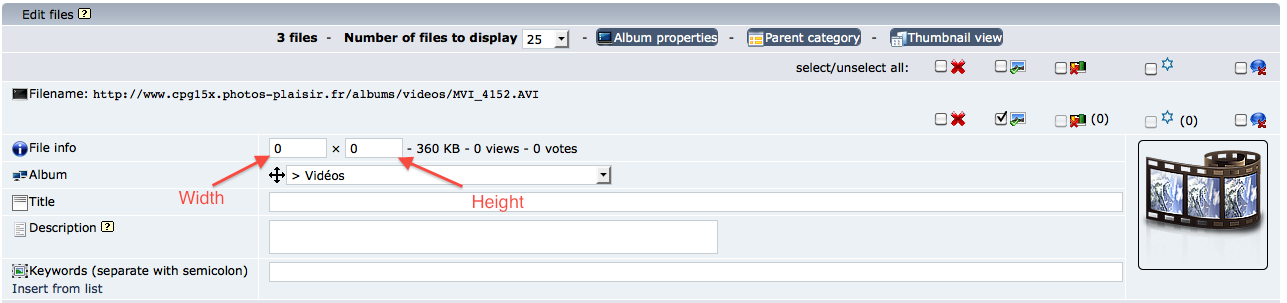 Edit files ?
3 files - Number of files to display 25 - Album properties - Parent category - Thumbnail view
select/unselect all:
Filename: http://www.cpg15x.photos-plaisir.fr/albums/videos/MVI_4152.AVI
(0) (0)
File info 0 × 0 - 360 KB - 0 views - 0 votes
Album > Vidéos
Width Height
Title
Description ?
Keywords (separate with semicolon)
Insert from list